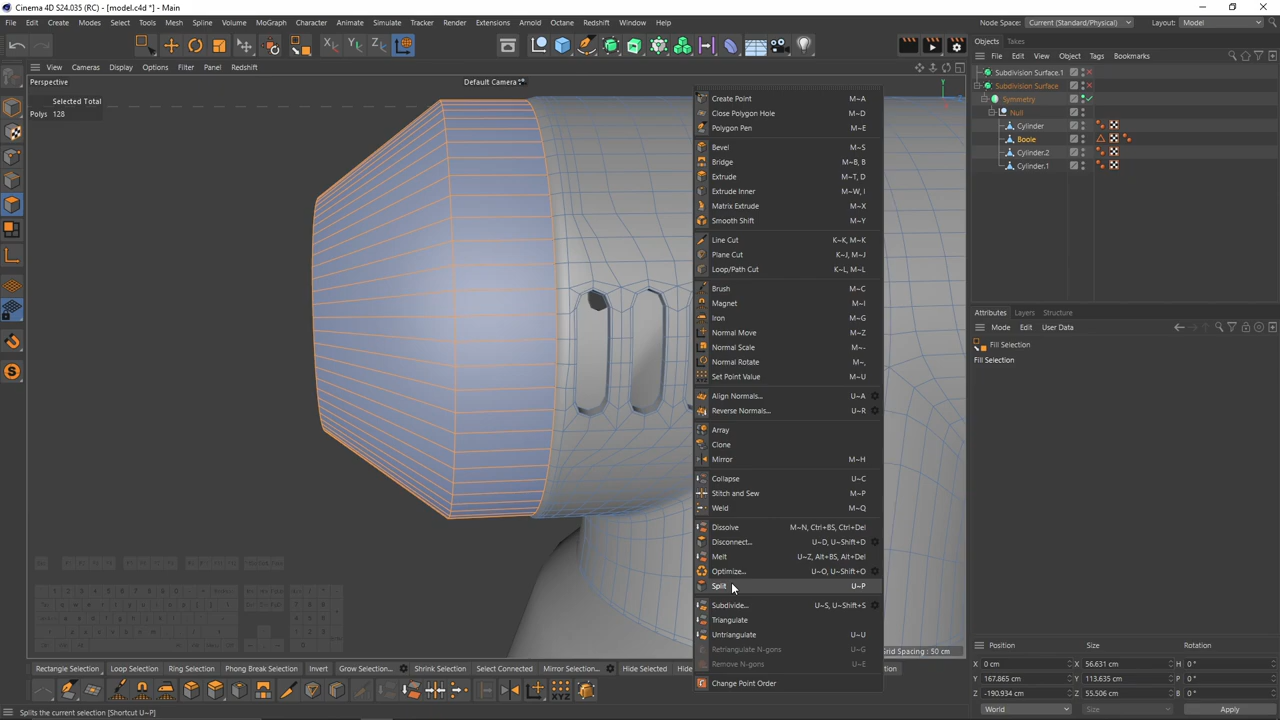 Cinema 4D S24.035 (RC) - [model.c4d *] - Main
File Edit Create Modes Select Tools Mesh Spline Volume MoGraph Character Animate Simulate Tracker Render Extensions Arnold Octane Redshift Window Help
Node Space: Current (Standard/Physical) Layout: Model
View Cameras Display Options Filter Panel Redshift
Perspective
Default Camera
Selected Total
Polys 128
Y
Create Point M~A
Close Polygon Hole M~D
Polygon Pen M~E
Bevel M~S
Bridge M~B, B
Extrude M~T, D
Extrude Inner M~W, I
Matrix Extrude M~X
Smooth Shift M~Y
Line Cut K~K, M~K
Plane Cut K~J, M~J
Loop/Path Cut K~L, M~L
Brush M~C
Magnet M~I
Iron M~G
Normal Move M~Z
Normal Scale M~-
Normal Rotate M~,
Set Point Value M~U
Align Normals... U~A
Reverse Normals... U~R
Array
Clone
Mirror M~H
Collapse U~C
Stitch and Sew M~P
Weld M~Q
Dissolve M~N, Ctrl+BS, Ctrl+Del
Disconnect... U~D, U~Shift+D
Melt U~Z, Alt+BS, Alt+Del
Optimize... U~O, U~Shift+O
Split U~P
Subdivide... U~S, U~Shift+S
Triangulate
Untriangulate U~U
Retriangulate N-gons U~G
Remove N-gons U~E
Change Point Order
Grid Spacing : 50 cm
Objects Takes
File Edit View Object Tags Bookmarks
Subdivision Surface.1
Subdivision Surface
Symmetry
Null
Cylinder
Boole
Cylinder.2
Cylinder.1
Attributes Layers Structure
Mode Edit User Data
Fill Selection
Fill Selection
Position Size Rotation
X 0 cm X 56.631 cm H 0 °
Y 167.865 cm Y 113.635 cm P 0 °
Z -190.934 cm Z 55.506 cm B 0 °
World Size Apply
Rectangle Selection Loop Selection Ring Selection Phong Break Selection Invert Grow Selection... Shrink Selection Select Connected Mirror Selection... Hide Selected
Splits the current selection [Shortcut U~P]